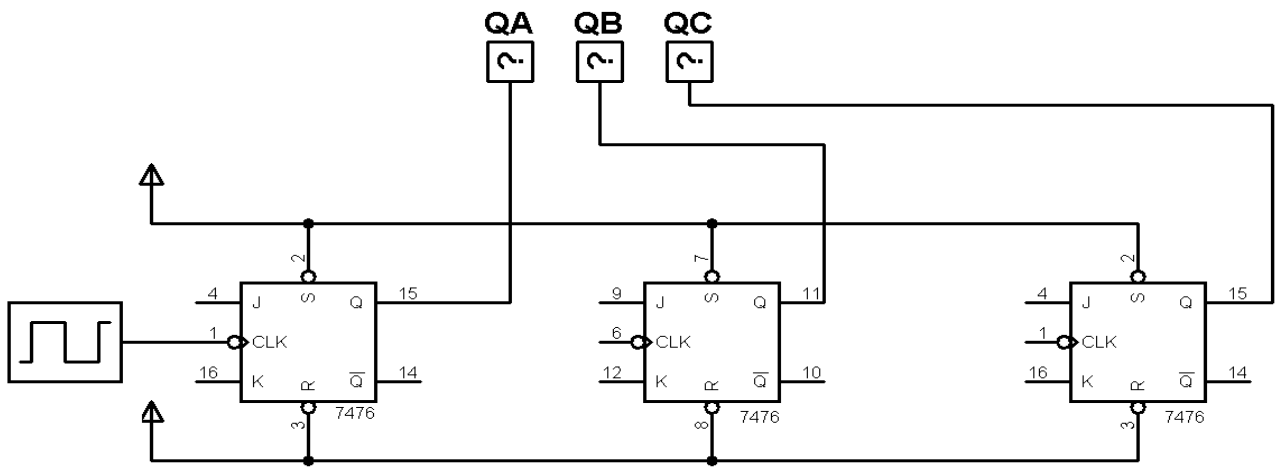 QA QB QC
? ? ?
2 7 2
4 J S Q 15
9 J S Q 11
4 J S Q 15
1 CLK
6 CLK
1 CLK
16 K R Q̅ 14
12 K R Q̅ 10
16 K R Q̅ 14
3 7476
8 7476
3 7476